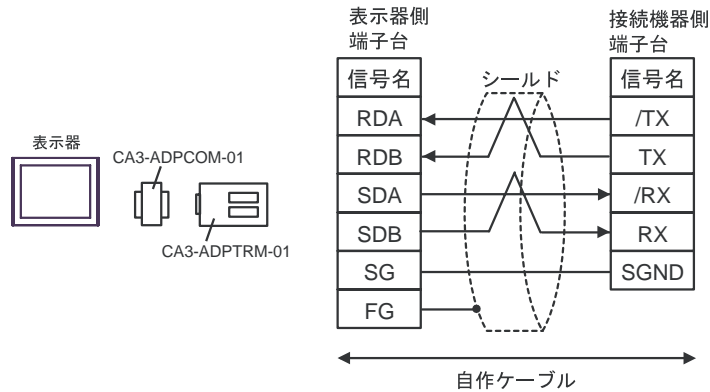 表示器側
端子台
接続機器側
端子台
信号名
シールド
信号名
RDA
/TX
RDB
TX
SDA
/RX
SDB
RX
SG
SGND
FG
自作ケーブル
表示器
CA3-ADPCOM-01
CA3-ADPTRM-01